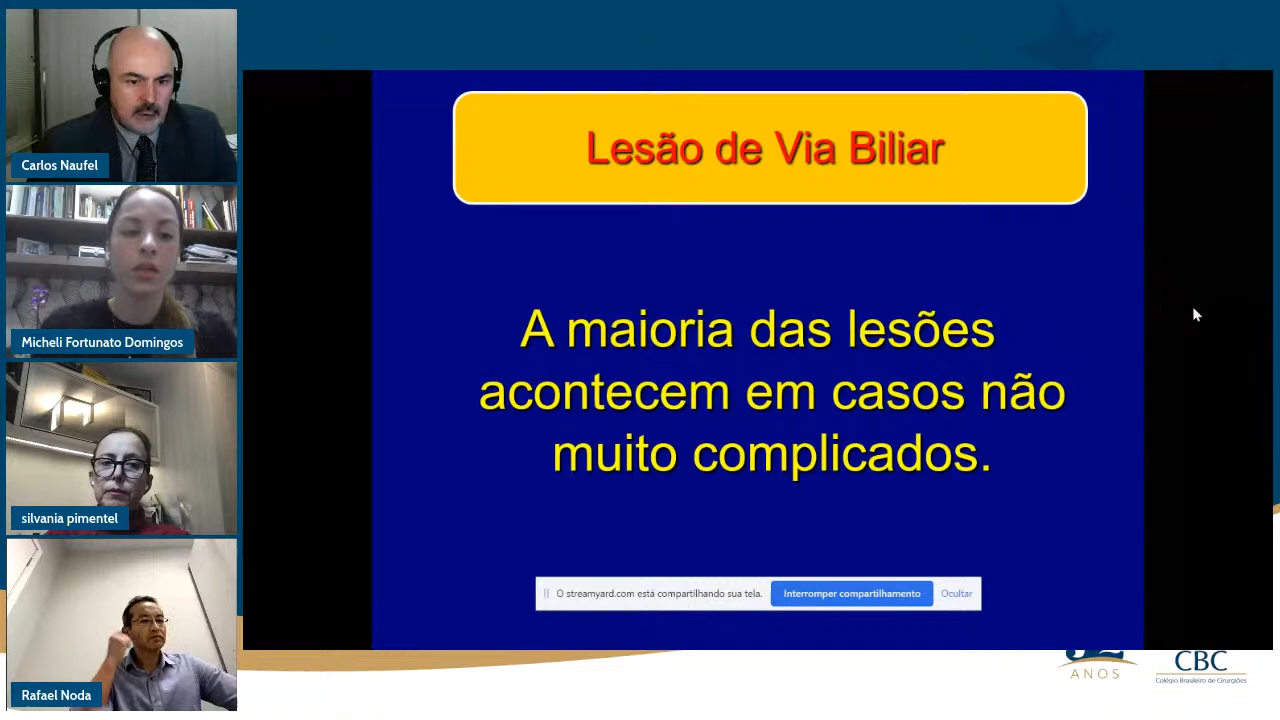 Carlos Naufel
Micheli Fortunato Domingos
silvania pimentel
Rafael Noda
Lesão de Via Biliar
A maioria das lesões
acontecem em casos não
muito complicados.
O streamyard.com está compartilhando sua tela.
Interromper compartilhamento
Ocultar
ANOS
CBC
Colégio Brasileiro de Cirurgiões